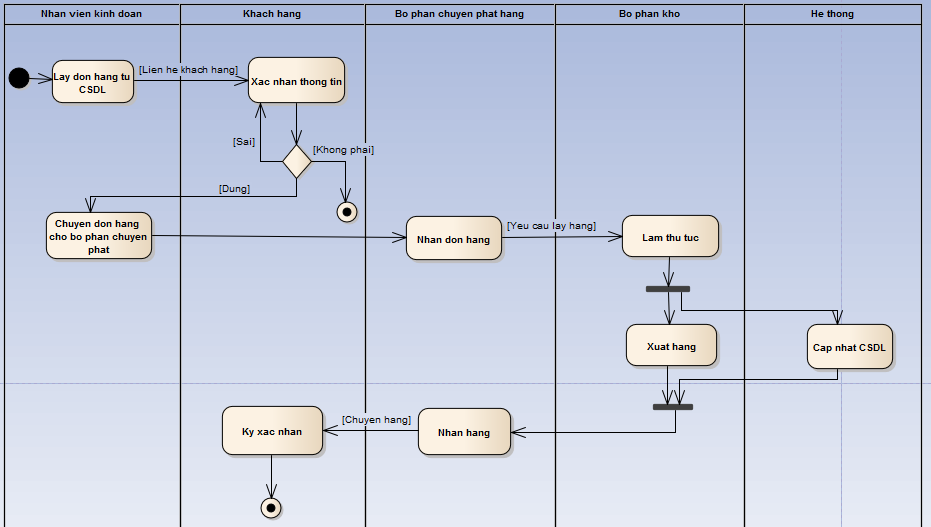 Nhan vien kinh doan
Khach hang
Bo phan chuyen phat hang
Bo phan kho
He thong
Lay don hang tu
CSDL
[Lien he khach hang]
Xac nhan thong tin
[Sai]
[Khong phai]
[Dung]
Chuyen don hang
cho bo phan chuyen
phat
Nhan don hang
[Yeu cau lay hang]
Lam thu tuc
Xuat hang
Cap nhat CSDL
Ky xac nhan
[Chuyen hang]
Nhan hang